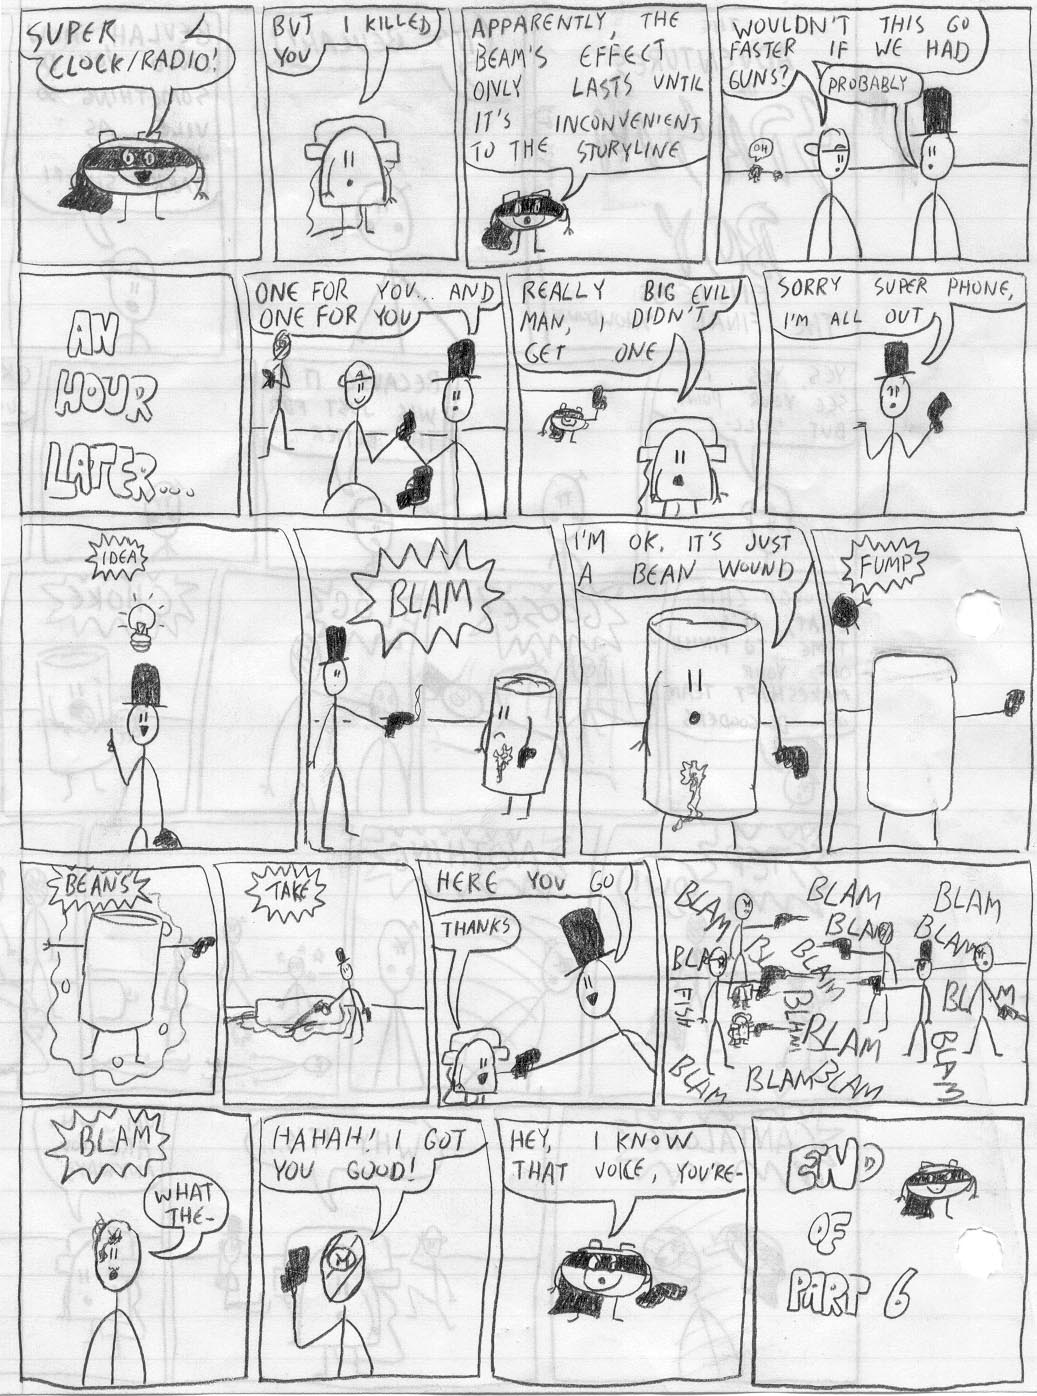 SUPER
CLOCK/RADIO!
BUT I KILLED
YOU
APPARENTLY, THE
BEAM'S EFFECT
ONLY LASTS UNTIL
IT'S INCONVENIENT
TO THE STORYLINE
WOULDN'T THIS GO
FASTER IF WE HAD
GUNS?
PROBABLY
OH
AN
HOUR
LATER...
ONE FOR YOU... AND
ONE FOR YOU
REALLY BIG EVIL
MAN, I DIDN'T
GET ONE
SORRY SUPER PHONE,
I'M ALL OUT
IDEA
BLAM
I'M OK, IT'S JUST
A BEAN WOUND
FUMP
BEANS
TAKE
HERE YOU GO
THANKS
BLAM
BLAM
BLAM
BLAM
BLAM
BLAM
BLAM
BLAM
FISH
BLAM
BLAM
BLAM
BLAM
BLAM
BLAM
BLAM
WHAT
THE-
HAHAH! I GOT
YOU GOOD!
HEY, I KNOW
THAT VOICE, YOU'RE-
END
OF
PART 6